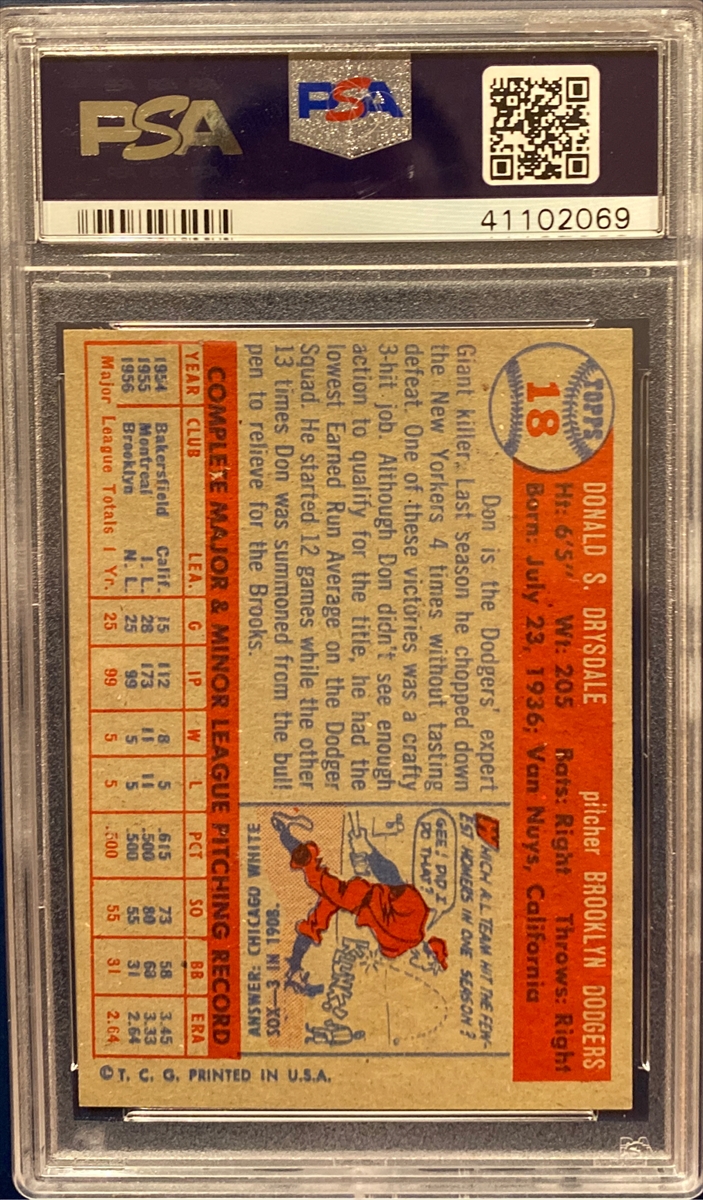 PSA
PSA
41102069
TOPPS
18
DONALD S. DRYSDALE pitcher BROOKLYN DODGERS
Ht: 6'5" Wt: 205 Bats: Right Throws: Right
Born: July 23, 1936; Van Nuys, California
Don is the Dodgers' expert
Giant killer. Last season he chopped down
the New Yorkers 4 times without tasting
defeat. One of these victories was a crafty
3-hit job. Although Don didn't see enough
action to qualify for the title, he had the
lowest Earned Run Average on the Dodger
Squad. He started 12 games while the other
13 times Don was summoned from the bull
pen to relieve for the Brooks.
WHICH A.L. TEAM HIT THE FEW-
EST HOMERS IN ONE SEASON?
GEE! DID I
DO THAT?
ANSWER: CHICAGO WHITE
SOX—3 IN 1908.
COMPLETE MAJOR & MINOR LEAGUE PITCHING RECORD
YEAR CLUB LEA. G IP W L PCT SO BB ERA
1954 Bakersfield Calif. 15 112 8 5 .615 73 58 3.45
1955 Montreal I. L. 28 173 11 11 .500 80 68 3.33
1956 Brooklyn N. L. 25 99 5 5 .500 55 31 2.64
Major League Totals 1 Yr. 25 99 5 5 .500 55 31 2.64
© T. C. G. PRINTED IN U.S.A.